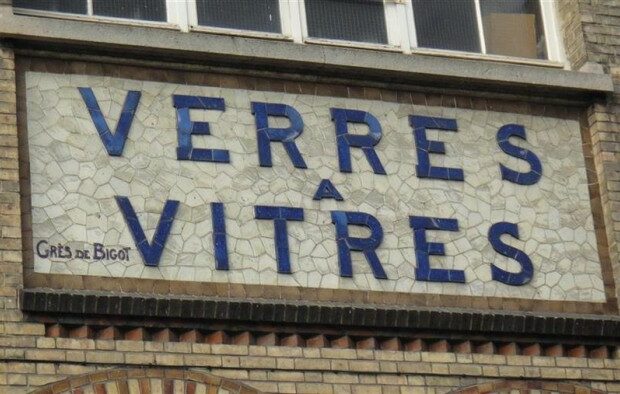 VERRES
A
VITRES
GRÈS DE BIGOT